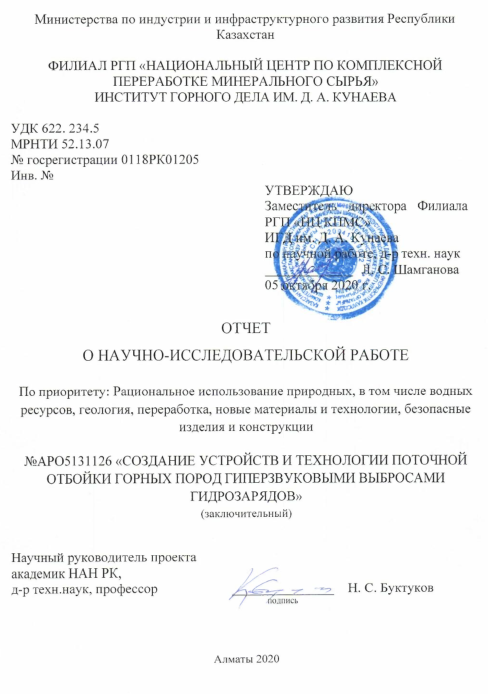 Министерства по индустрии и инфраструктурного развития Республики
Казахстан
ФИЛИАЛ РГП «НАЦИОНАЛЬНЫЙ ЦЕНТР ПО КОМПЛЕКСНОЙ
ПЕРЕРАБОТКЕ МИНЕРАЛЬНОГО СЫРЬЯ»
ИНСТИТУТ ГОРНОГО ДЕЛА ИМ. Д. А. КУНАЕВА
УДК 622. 234.5
МРНТИ 52.13.07
№ госрегистрации 0118РК01205
Инв. №
УТВЕРЖДАЮ
Заместитель директора Филиала
РГП «НЦ КПМС»
ИГД им. Д. А. Кунаева
по научной работе, д-р техн. наук
Л. С. Шамганова
05 октября 2020 г.
ОТЧЕТ
О НАУЧНО-ИССЛЕДОВАТЕЛЬСКОЙ РАБОТЕ
По приоритету: Рациональное использование природных, в том числе водных
ресурсов, геология, переработка, новые материалы и технологии, безопасные
изделия и конструкции
№АРО5131126 «СОЗДАНИЕ УСТРОЙСТВ И ТЕХНОЛОГИИ ПОТОЧНОЙ
ОТБОЙКИ ГОРНЫХ ПОРОД ГИПЕРЗВУКОВЫМИ ВЫБРОСАМИ
ГИДРОЗАРЯДОВ»
(заключительный)
Научный руководитель проекта
академик НАН РК,
д-р техн.наук, профессор Н. С. Буктуков
подпись
Алматы 2020